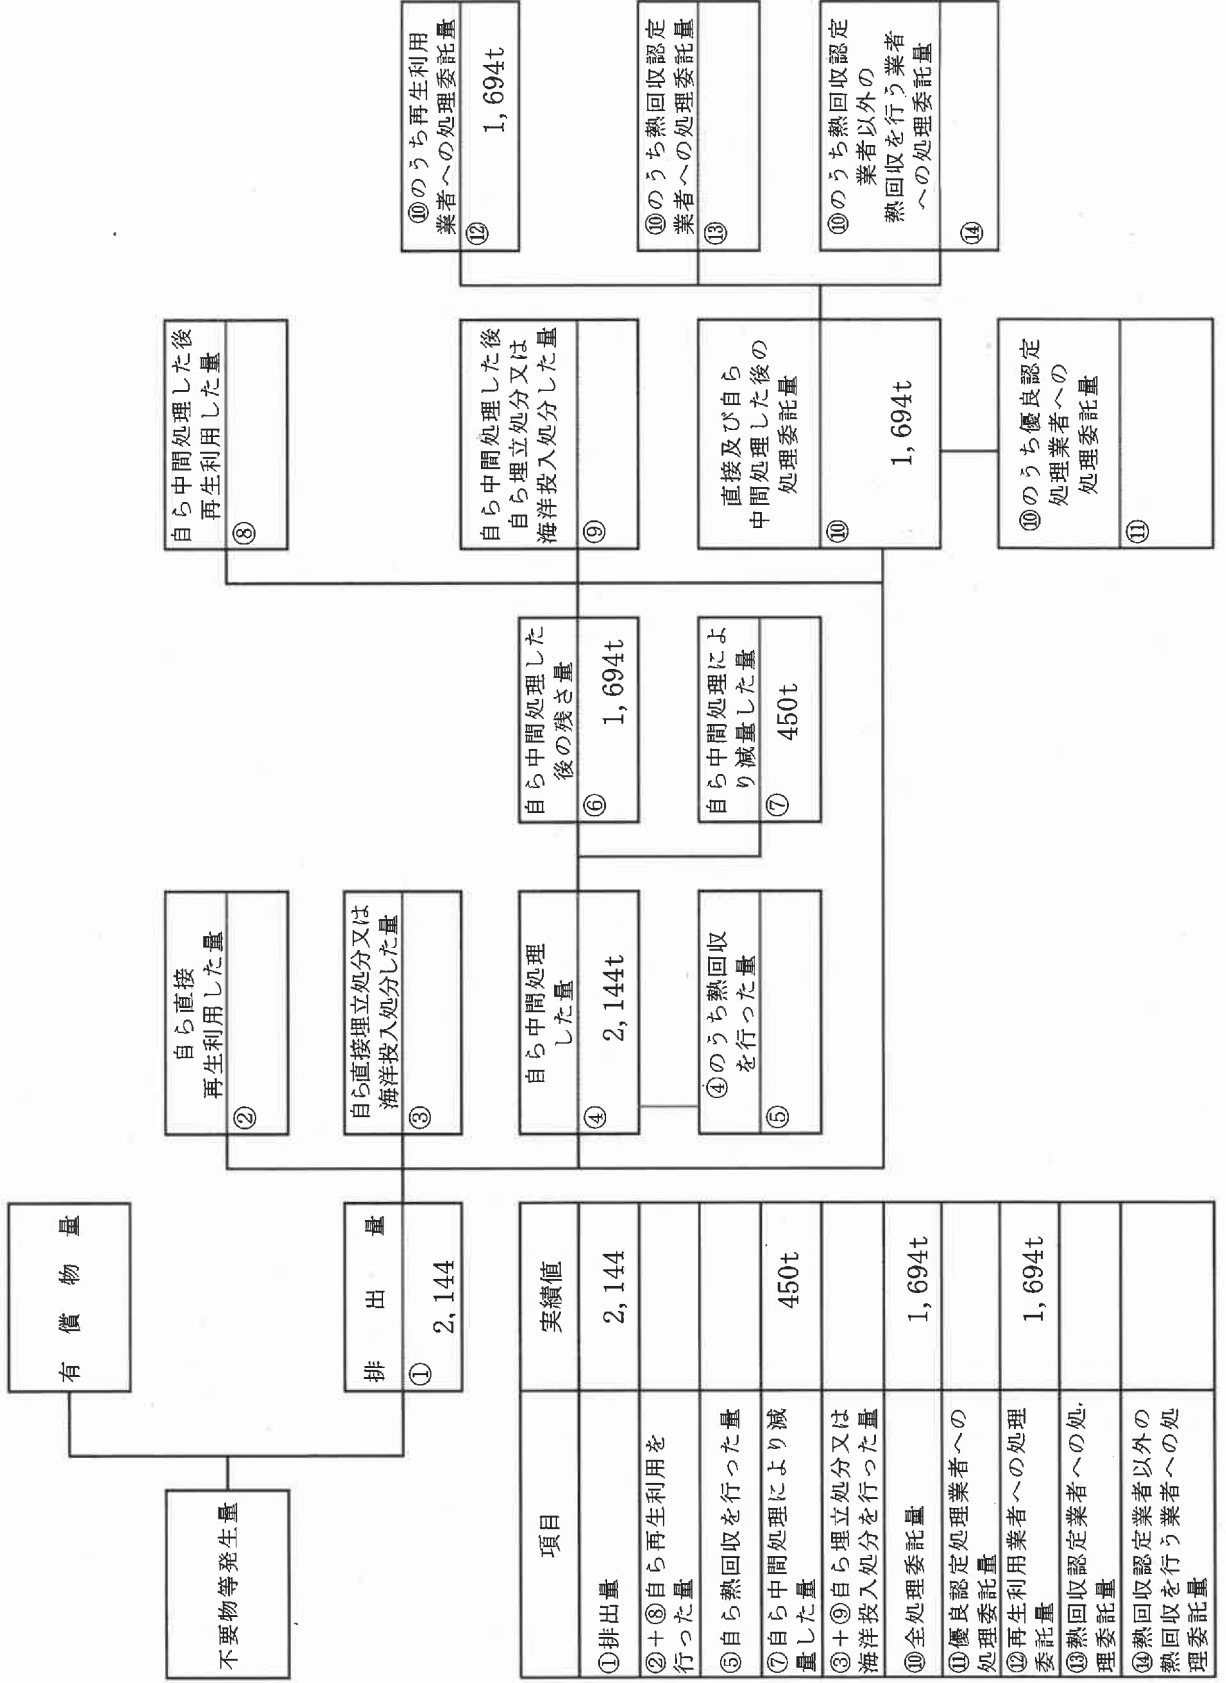 有償物量
不要物等発生量
排出量
①
2,144
自ら直接
再生利用した量
②
自ら直接埋立処分又は
海洋投入処分した量
③
自ら中間処理
した量
④
2,144t
④のうち熱回収
を行った量
⑤
自ら中間処理した
後の残さ量
⑥
1,694t
自ら中間処理によ
り減量した量
⑦
450t
自ら中間処理した後
再生利用した量
⑧
自ら中間処理した後
自ら埋立処分又は
海洋投入処分した量
⑨
直接及び自ら
中間処理した後の
処理委託量
⑩
1,694t
⑩のうち優良認定
処理業者への
処理委託量
⑪
⑩のうち再生利用
業者への処理委託量
⑫
1,694t
⑩のうち熱回収認定
業者への処理委託量
⑬
⑩のうち熱回収認定
業者以外の
熱回収を行う業者
への処理委託量
⑭
項目
実績値
①排出量
2,144
②+⑧自ら再生利用を
行った量
⑤自ら熱回収を行った量
⑦自ら中間処理により減
量した量
450t
③+⑨自ら埋立処分又は
海洋投入処分を行った量
⑩全処理委託量
1,694t
⑪優良認定処理業者への
処理委託量
⑫再生利用業者への処理
委託量
1,694t
⑬熱回収認定業者への処
理委託量
⑭熱回収認定業者以外の
熱回収を行う業者への処
理委託量